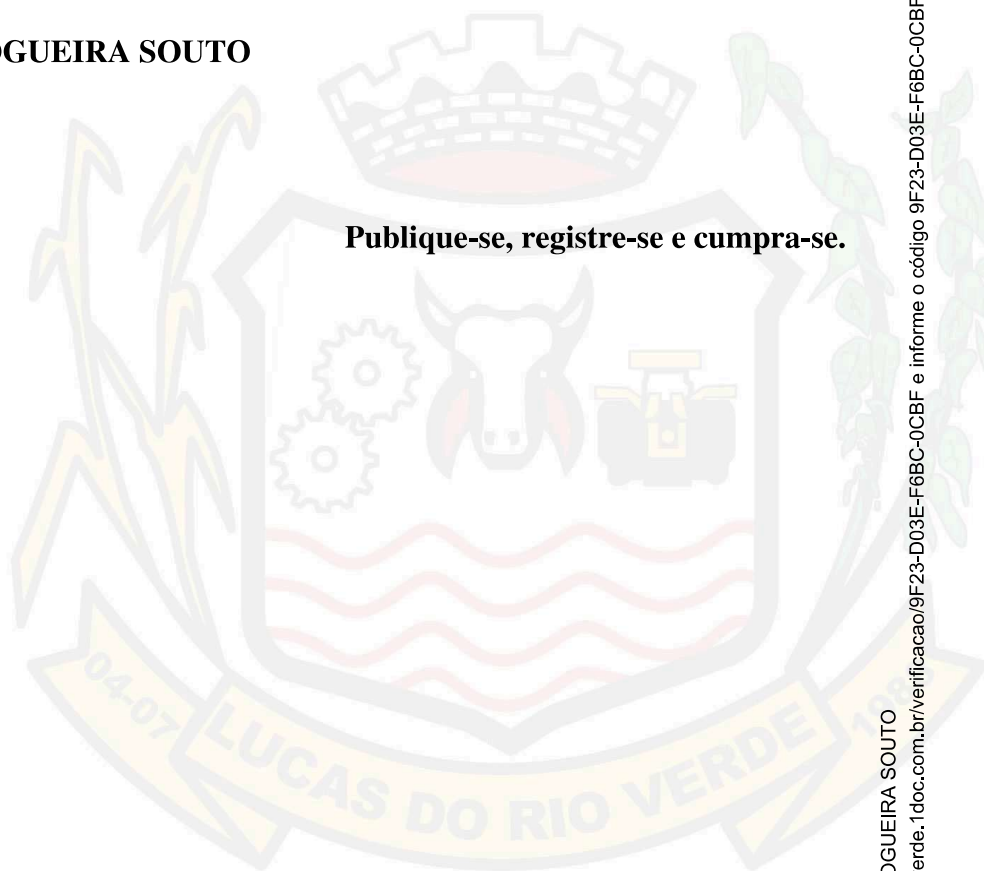 OGUEIRA SOUTO
Publique-se, registre-se e cumpra-se.
04-07
LUCAS DO RIO VERDE
OGUEIRA SOUTO
erde.1doc.com.br/verificacao/9F23-D03E-F6BC-0CBF e informe o código 9F23-D03E-F6BC-0CBF